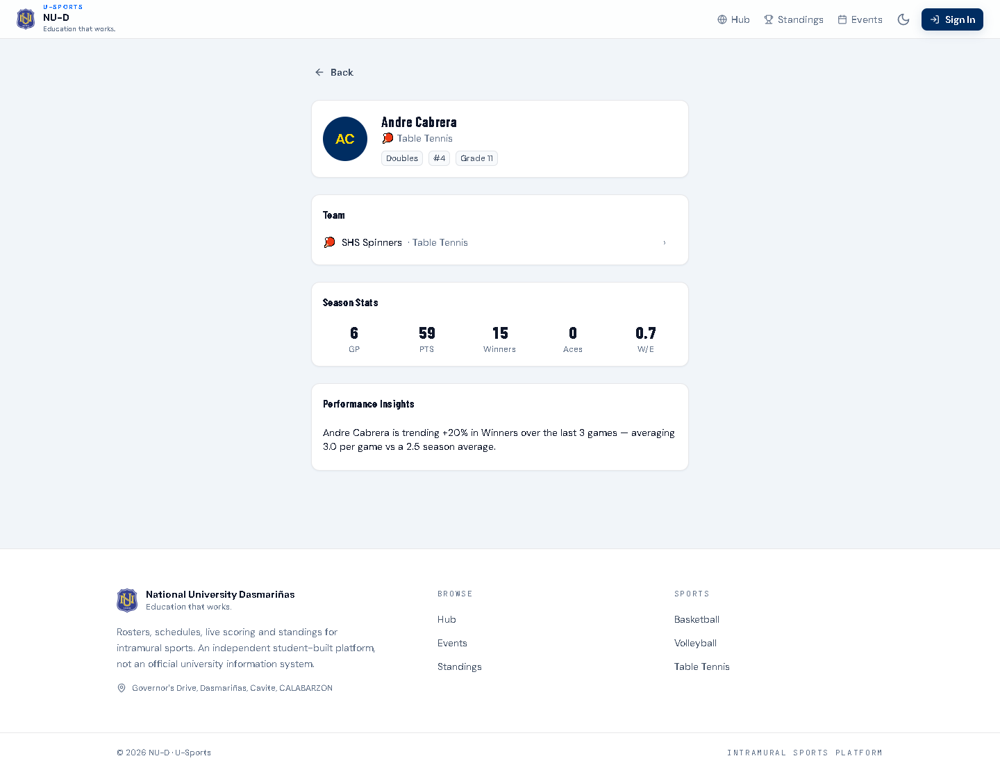 U-SPORTS
NU-D
Education that works.
Hub
Standings
Events
Sign In
Back
AC
Andre Cabrera
Table Tennis
Doubles
#4
Grade 11
Team
SHS Spinners · Table Tennis
›
Season Stats
6
59
15
0
0.7
GP
PTS
Winners
Aces
W/E
Performance Insights
Andre Cabrera is trending +20% in Winners over the last 3 games — averaging
3.0 per game vs a 2.5 season average.
National University Dasmariñas
Education that works.
Rosters, schedules, live scoring and standings for
intramural sports. An independent student-built platform,
not an official university information system.
Governor's Drive, Dasmariñas, Cavite, CALABARZON
BROWSE
Hub
Events
Standings
SPORTS
Basketball
Volleyball
Table Tennis
© 2026 NU-D · U-Sports
INTRAMURAL SPORTS PLATFORM